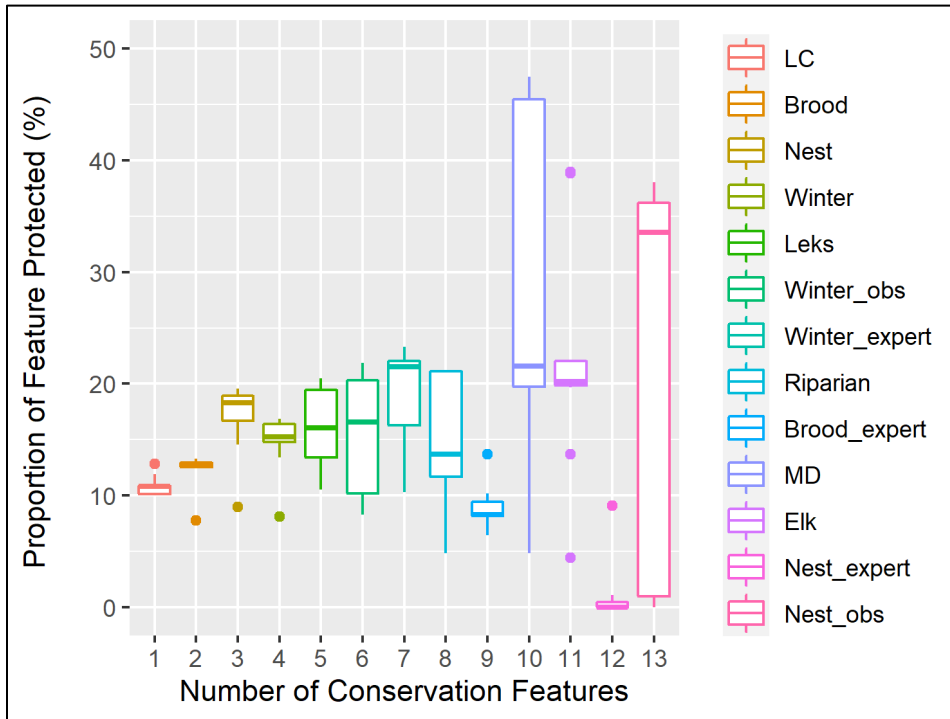 Proportion of Feature Protected (%)
50
40
30
20
10
0
1 2 3 4 5 6 7 8 9 10 11 12 13
Number of Conservation Features
LC
Brood
Nest
Winter
Leks
Winter_obs
Winter_expert
Riparian
Brood_expert
MD
Elk
Nest_expert
Nest_obs